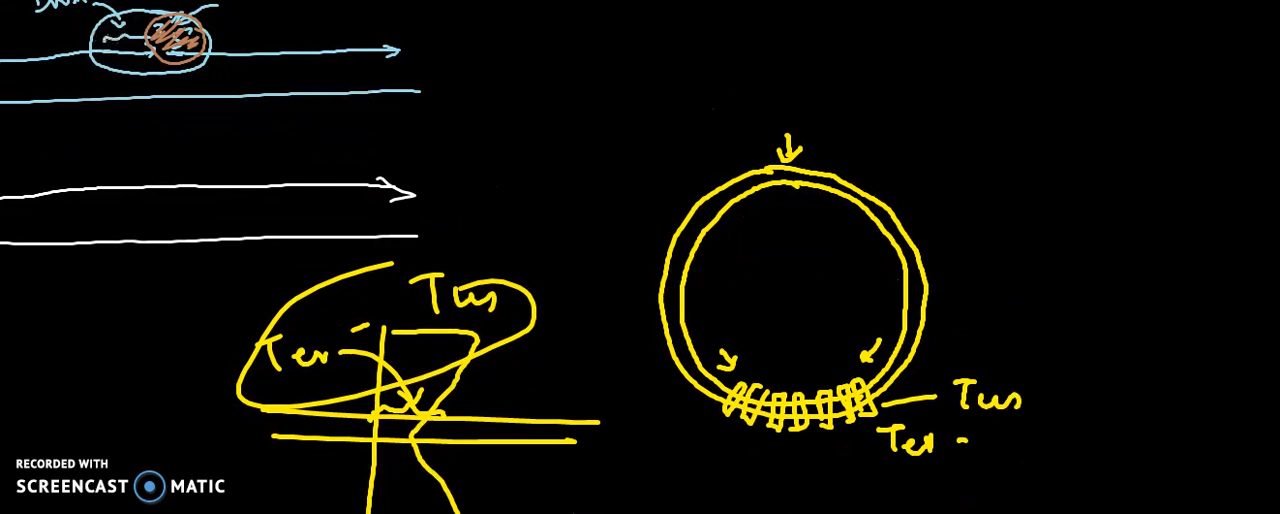 Tus
Ter
Tus
Ter -
RECORDED WITH
SCREENCAST MATIC